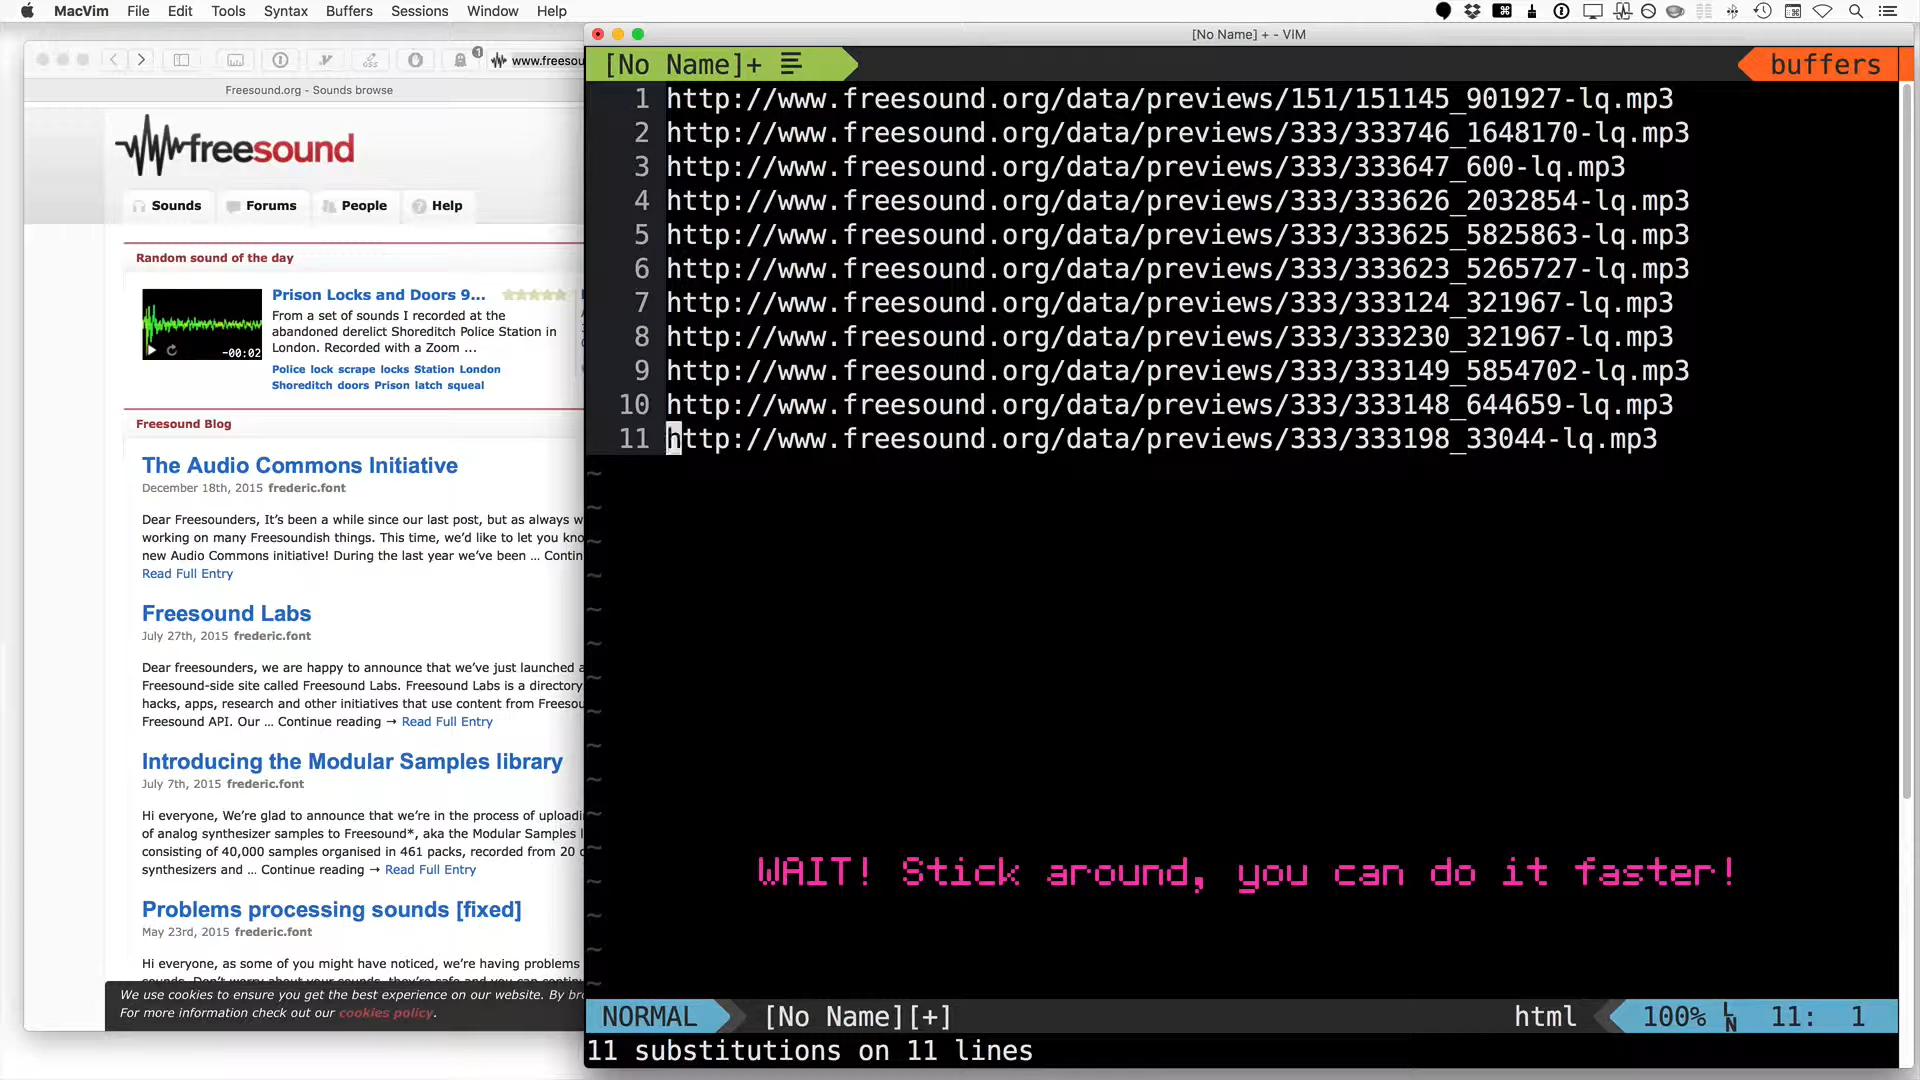 MacVim File Edit Tools Syntax Buffers Sessions Window Help
[No Name] + - VIM
1
www.freesou
Freesound.org - Sounds browse
freesound
Sounds Forums People Help
Random sound of the day
Prison Locks and Doors 9...
From a set of sounds I recorded at the
abandoned derelict Shoreditch Police Station in
London. Recorded with a Zoom ...
-00:02
Police lock scrape locks Station London
Shoreditch doors Prison latch squeal
Freesound Blog
The Audio Commons Initiative
December 18th, 2015 frederic.font
Dear Freesounders, It's been a while since our last post, but as always w
working on many Freesoundish things. This time, we'd like to let you kno
new Audio Commons initiative! During the last year we've been ... Contin
Read Full Entry
Freesound Labs
July 27th, 2015 frederic.font
Dear freesounders, we are happy to announce that we've just launched a
Freesound-side site called Freesound Labs. Freesound Labs is a directory
hacks, apps, research and other initiatives that use content from Freesou
Freesound API. Our ... Continue reading → Read Full Entry
Introducing the Modular Samples library
July 7th, 2015 frederic.font
Hi everyone, We're glad to announce that we're in the process of uploadi
of analog synthesizer samples to Freesound*, aka the Modular Samples l
consisting of 40,000 samples organised in 461 packs, recorded from 20 d
synthesizers and ... Continue reading → Read Full Entry
Problems processing sounds [fixed]
May 23rd, 2015 frederic.font
Hi everyone, as some of you might have noticed, we're having problems
We use cookies to ensure you get the best experience on our website. By bro
For more information check out our cookies policy.
[No Name]+ buffers
1 http://www.freesound.org/data/previews/151/151145_901927-lq.mp3
2 http://www.freesound.org/data/previews/333/333746_1648170-lq.mp3
3 http://www.freesound.org/data/previews/333/333647_600-lq.mp3
4 http://www.freesound.org/data/previews/333/333626_2032854-lq.mp3
5 http://www.freesound.org/data/previews/333/333625_5825863-lq.mp3
6 http://www.freesound.org/data/previews/333/333623_5265727-lq.mp3
7 http://www.freesound.org/data/previews/333/333124_321967-lq.mp3
8 http://www.freesound.org/data/previews/333/333230_321967-lq.mp3
9 http://www.freesound.org/data/previews/333/333149_5854702-lq.mp3
10 http://www.freesound.org/data/previews/333/333148_644659-lq.mp3
11 http://www.freesound.org/data/previews/333/333198_33044-lq.mp3
WAIT! Stick around, you can do it faster!
NORMAL [No Name][+] html 100% LN 11: 1
11 substitutions on 11 lines